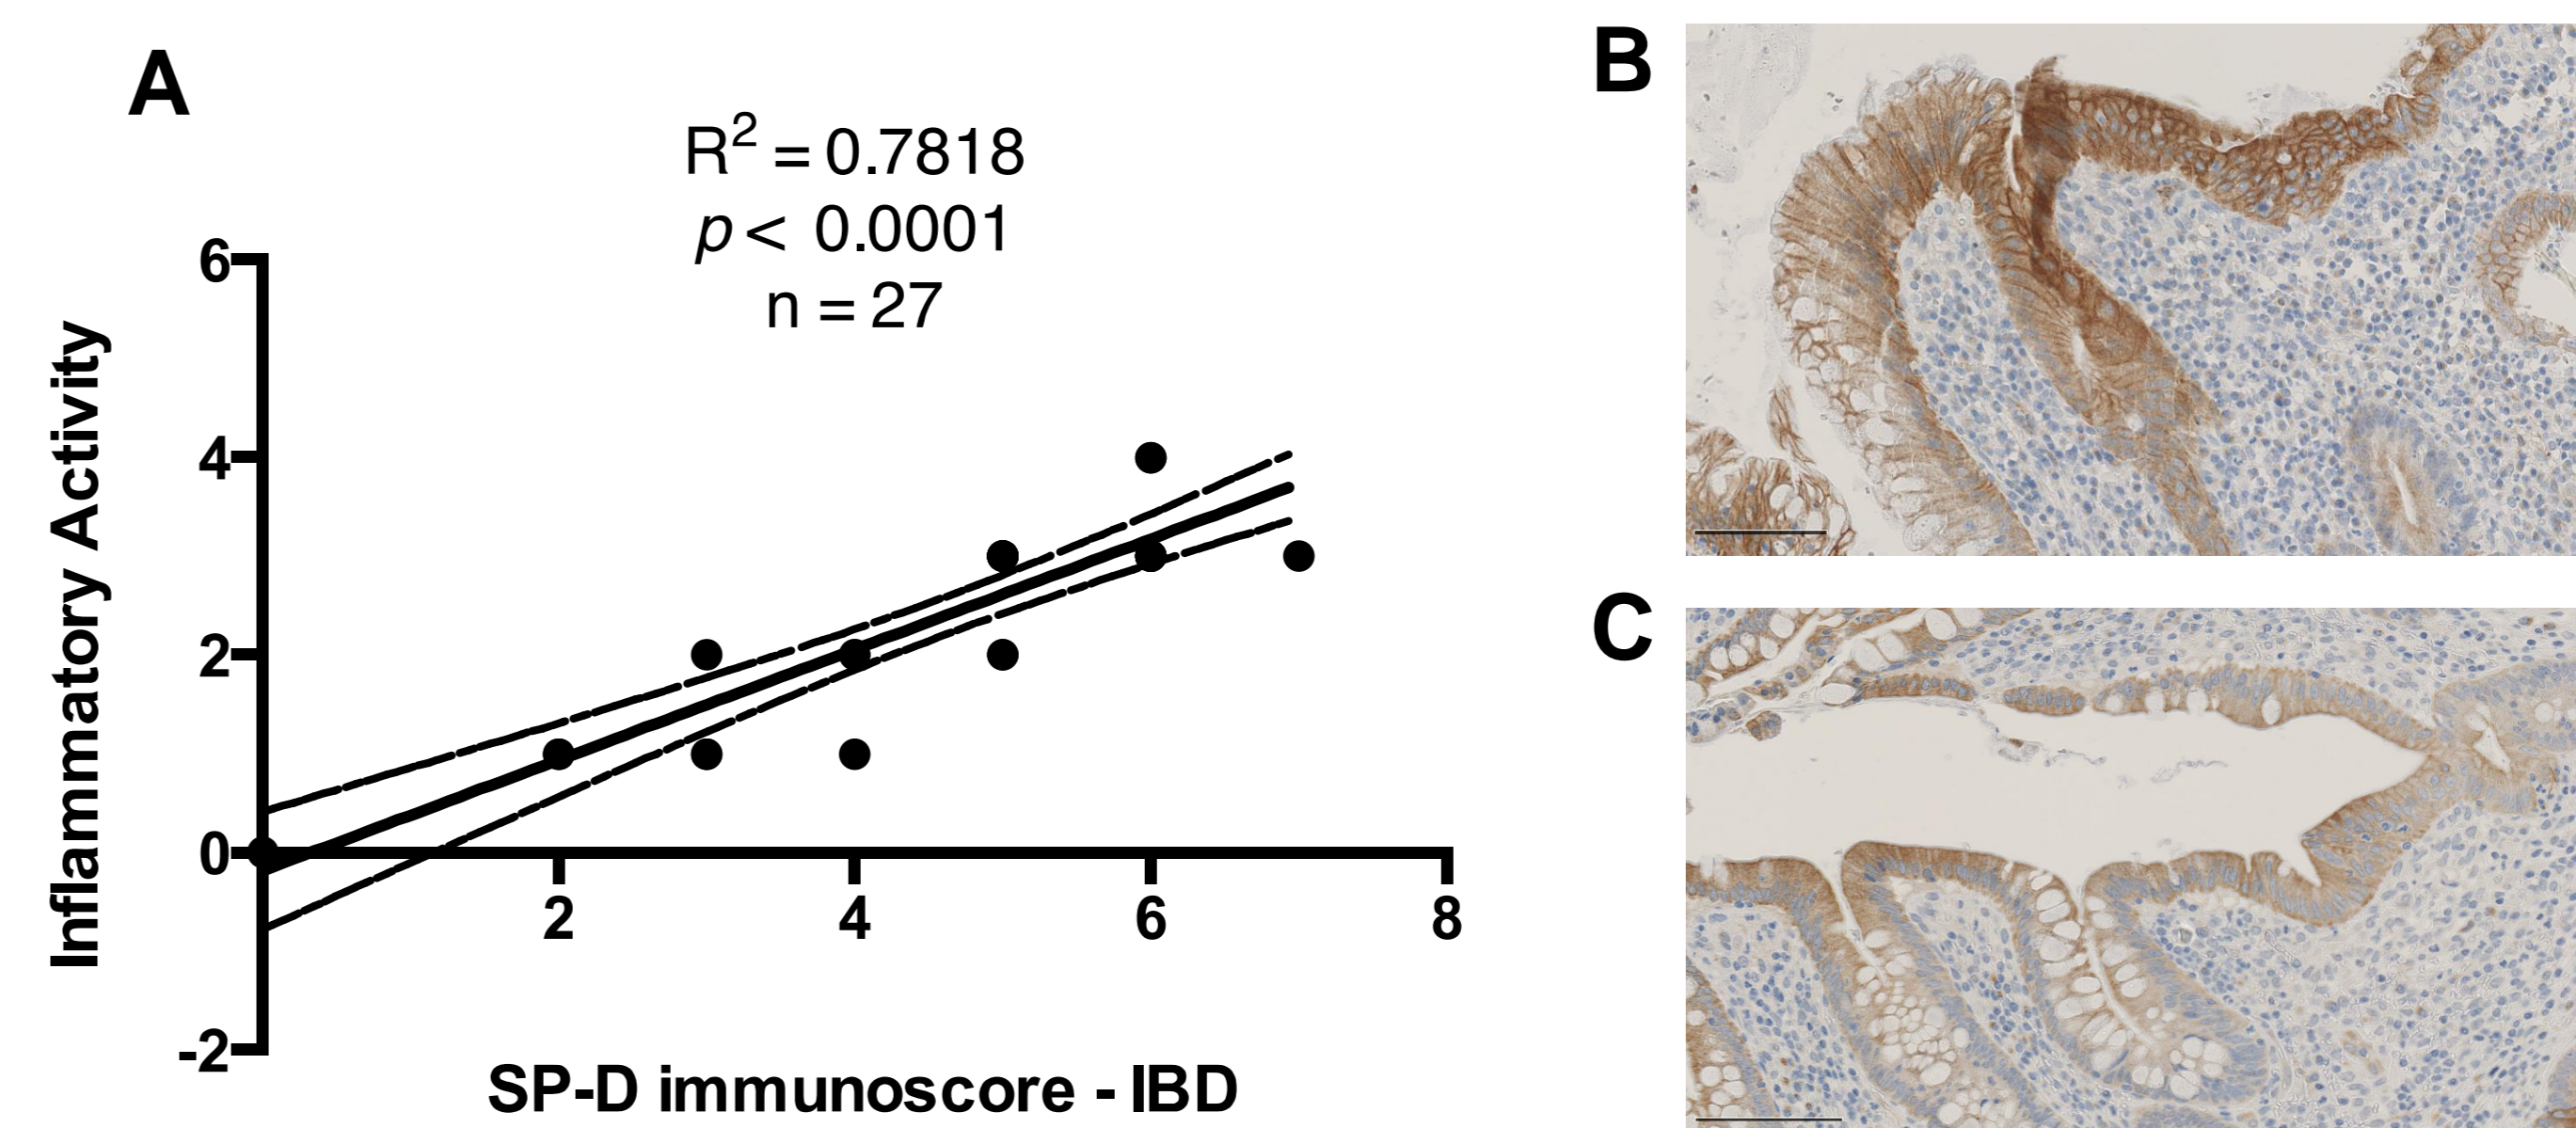 A
R² = 0.7818
p < 0.0001
n = 27
6
4
2
0
-2
2
4
6
8
Inflammatory Activity
SP-D immunoscore - IBD
B
C